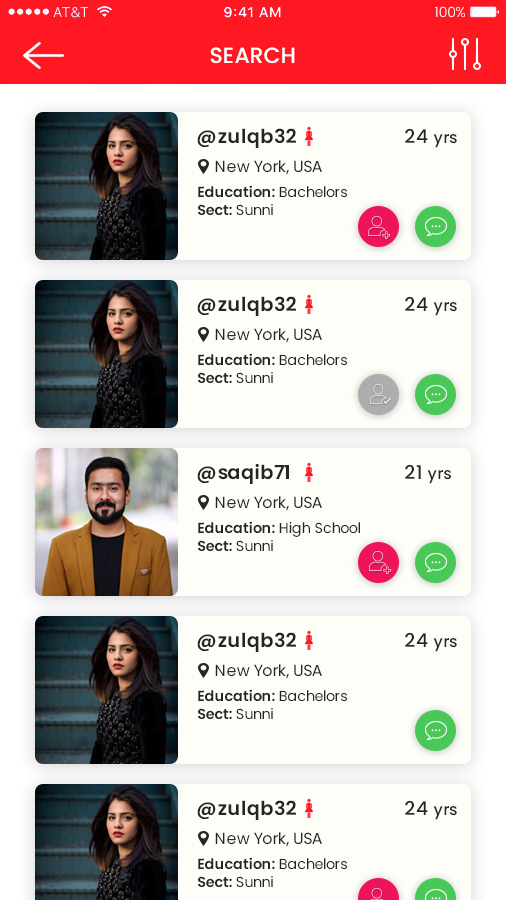 AT&T 9:41 AM 100%
SEARCH
@zulqb32 24 yrs
New York, USA
Education: Bachelors
Sect: Sunni
@zulqb32 24 yrs
New York, USA
Education: Bachelors
Sect: Sunni
@saqib71 21 yrs
New York, USA
Education: High School
Sect: Sunni
@zulqb32 24 yrs
New York, USA
Education: Bachelors
Sect: Sunni
@zulqb32 24 yrs
New York, USA
Education: Bachelors
Sect: Sunni